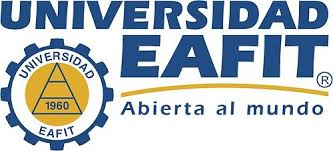 UNIVERSIDAD
EAFIT®
Abierta al mundo
UNIVERSIDAD
1960
EAFIT